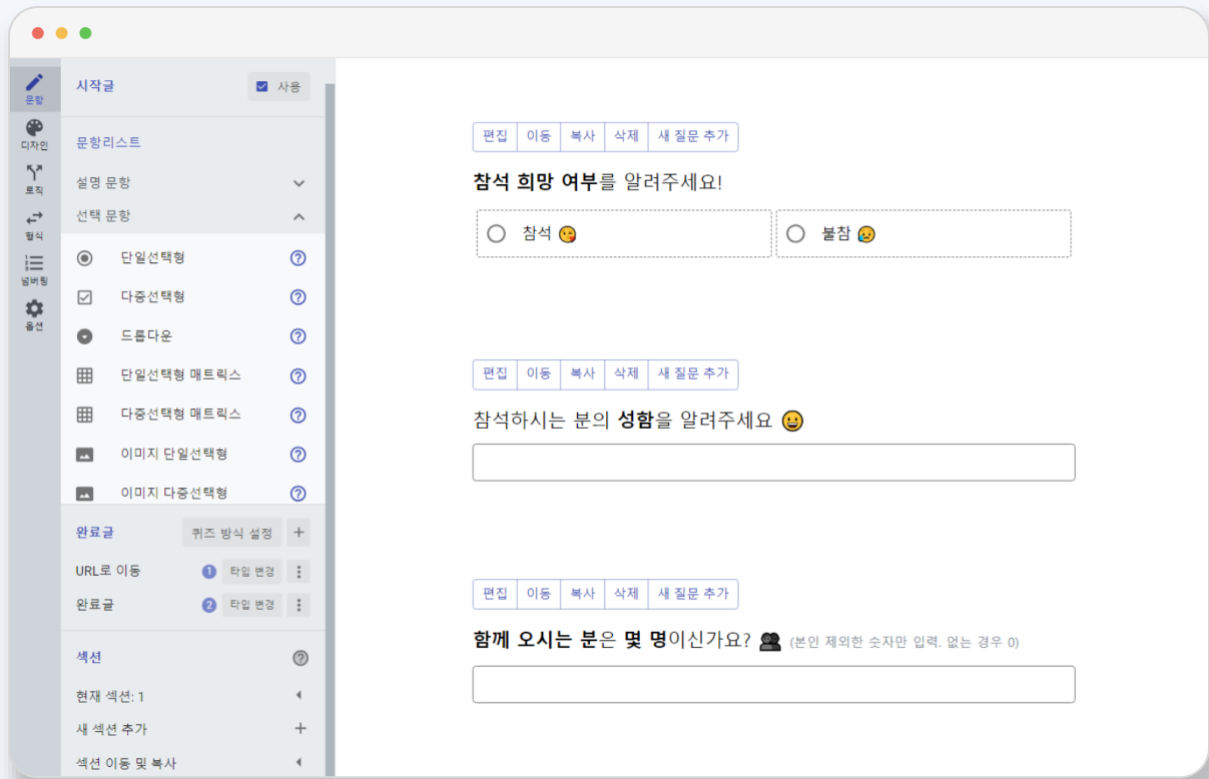 문항
디자인
로직
형식
넘버링
옵션
시작글 사용
문항리스트
설명 문항
선택 문항
단일선택형
다중선택형
드롭다운
단일선택형 매트릭스
다중선택형 매트릭스
이미지 단일선택형
이미지 다중선택형
완료글 퀴즈 방식 설정 +
URL로 이동 1 타입 변경
완료글 2 타입 변경
섹션
현재 섹션: 1
새 섹션 추가 +
섹션 이동 및 복사
편집 이동 복사 삭제 새 질문 추가
참석 희망 여부를 알려주세요!
참석 😘 불참 😥
편집 이동 복사 삭제 새 질문 추가
참석하시는 분의 성함을 알려주세요 😀
편집 이동 복사 삭제 새 질문 추가
함께 오시는 분은 몇 명이신가요? 👥 (본인 제외한 숫자만 입력. 없는 경우 0)